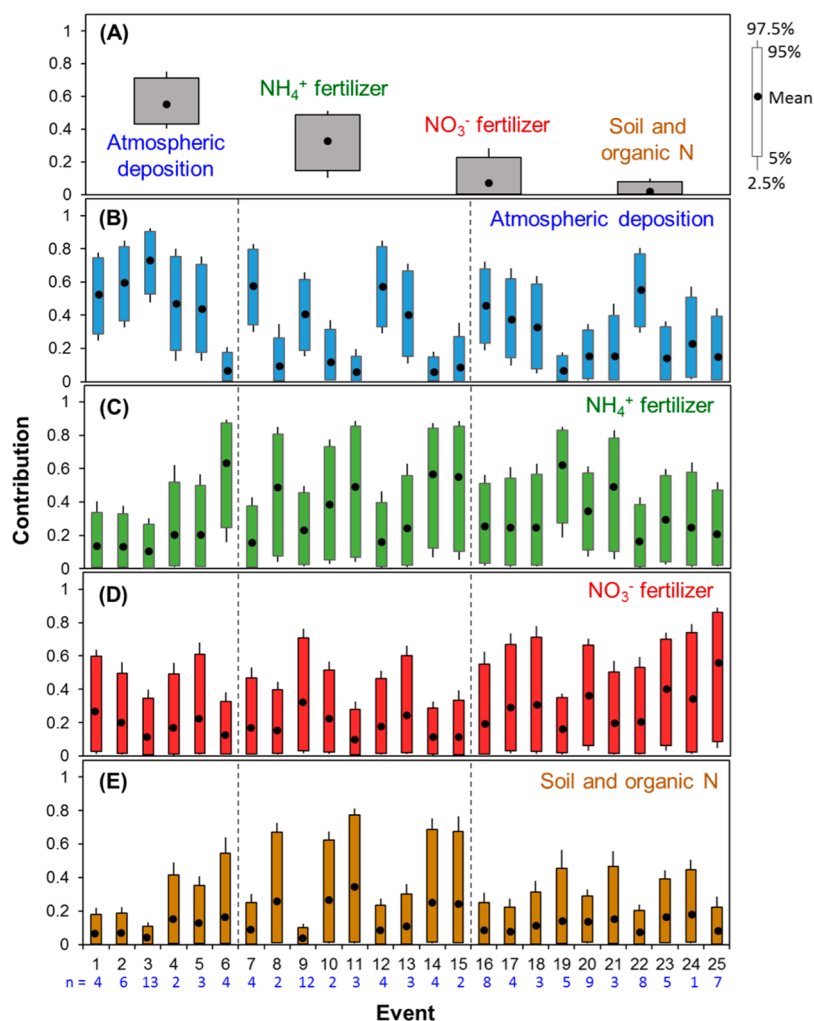 (A)
1
0.8
0.6
0.4
0.2
0
Atmospheric
deposition
NH₄⁺ fertilizer
NO₃⁻ fertilizer
Soil and
organic N
97.5%
95%
Mean
5%
2.5%
(B)
Atmospheric deposition
1
0.8
0.6
0.4
0.2
0
(C)
NH₄⁺ fertilizer
1
0.8
0.6
0.4
0.2
0
Contribution
(D)
NO₃⁻ fertilizer
1
0.8
0.6
0.4
0.2
0
(E)
Soil and organic N
1
0.8
0.6
0.4
0.2
0
1 2 3 4 5 6 7 8 9 10 11 12 13 14 15 16 17 18 19 20 21 22 23 24 25
n = 4 6 13 2 3 4 4 2 12 2 3 4 3 4 2 8 4 3 5 9 3 8 5 1 7
Event